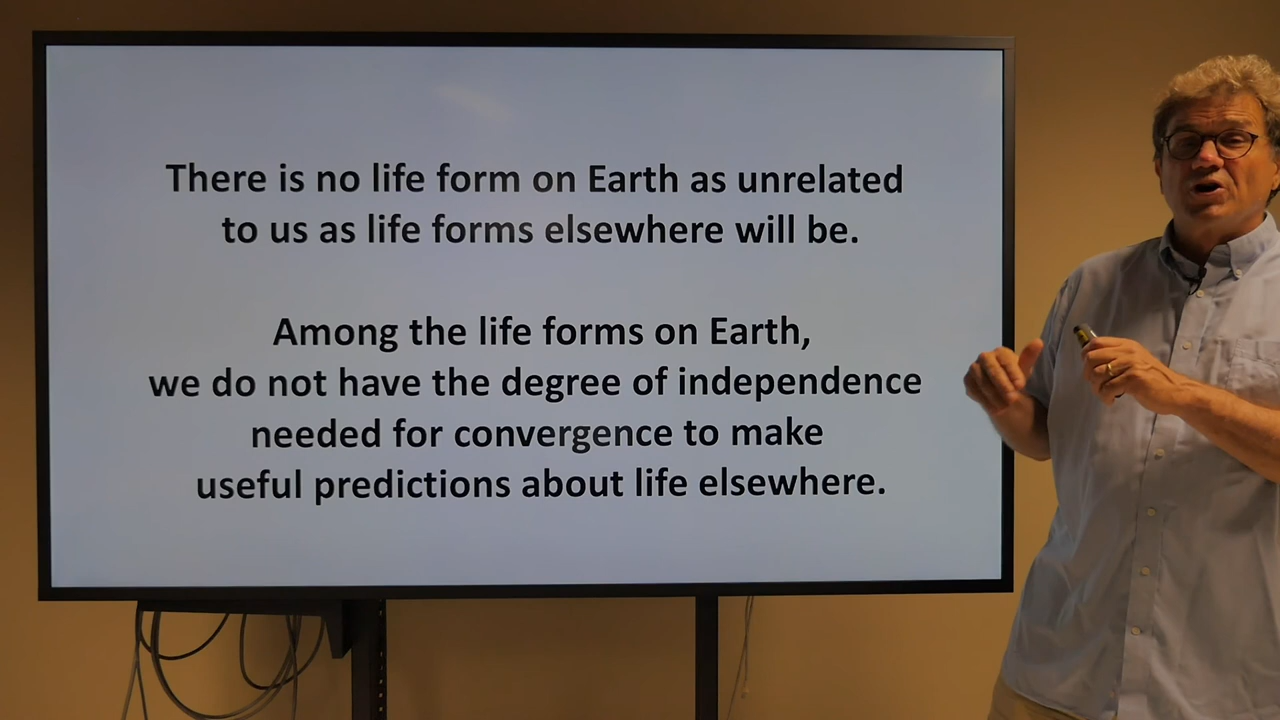 There is no life form on Earth as unrelated
to us as life forms elsewhere will be.
Among the life forms on Earth,
we do not have the degree of independence
needed for convergence to make
useful predictions about life elsewhere.